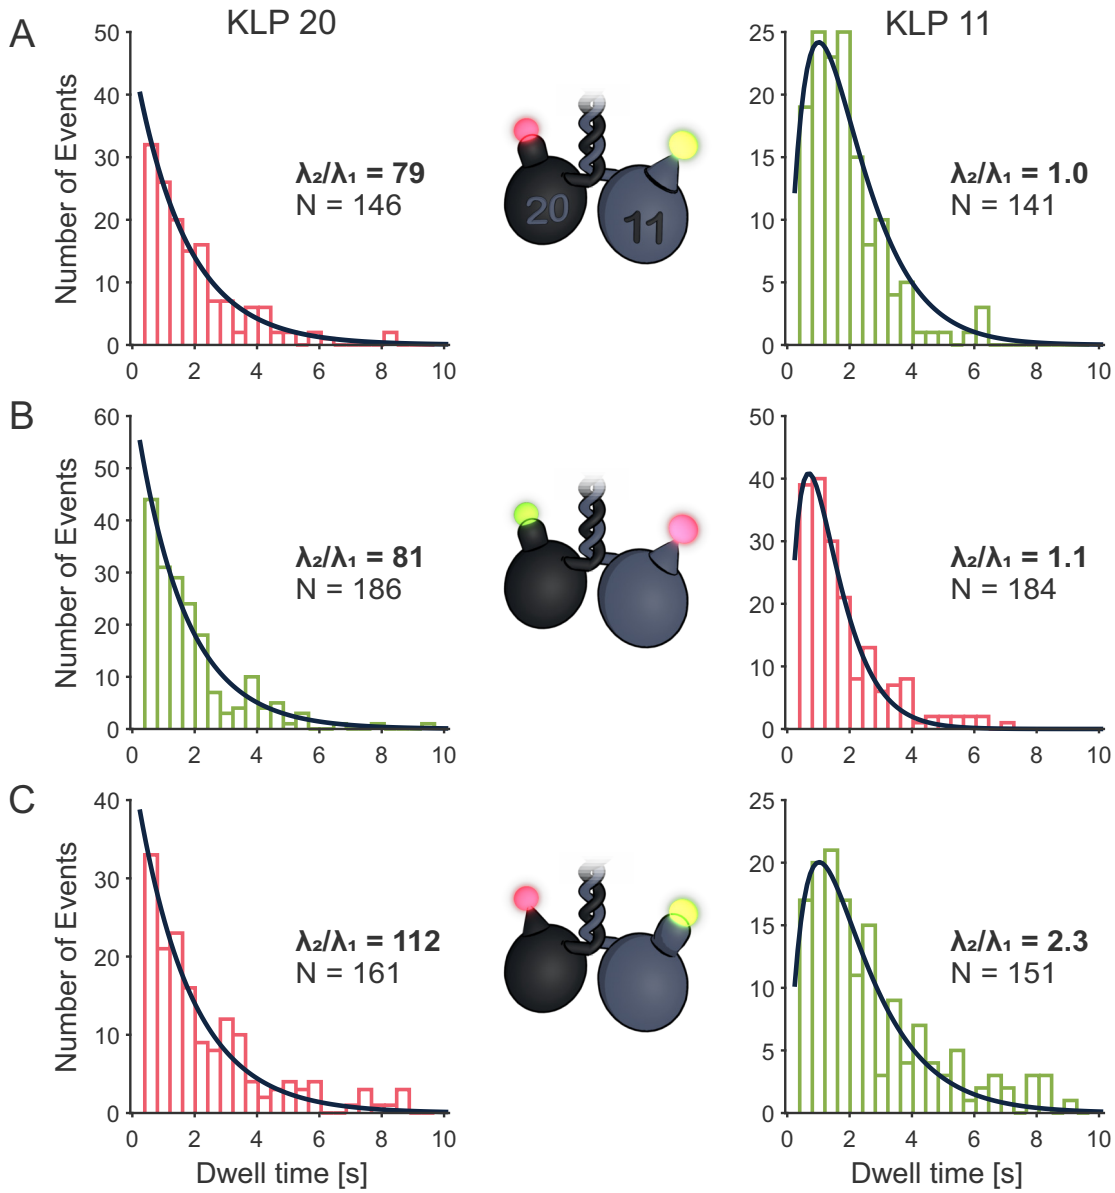 A
KLP 20
KLP 11
Number of Events
50
40
30
20
10
0
λ₂/λ₁ = 79
N = 146
0 2 4 6 8 10
[s]
20
11
25
20
15
10
5
0
λ₂/λ₁ = 1.0
N = 141
0 2 4 6 8 10
[s]
B
Number of Events
60
50
40
30
20
10
0
λ₂/λ₁ = 81
N = 186
0 2 4 6 8 10
[s]
50
40
30
20
10
0
λ₂/λ₁ = 1.1
N = 184
0 2 4 6 8 10
[s]
C
Number of Events
40
30
20
10
0
λ₂/λ₁ = 112
N = 161
0 2 4 6 8 10
Dwell time [s]
25
20
15
10
5
0
λ₂/λ₁ = 2.3
N = 151
0 2 4 6 8 10
Dwell time [s]